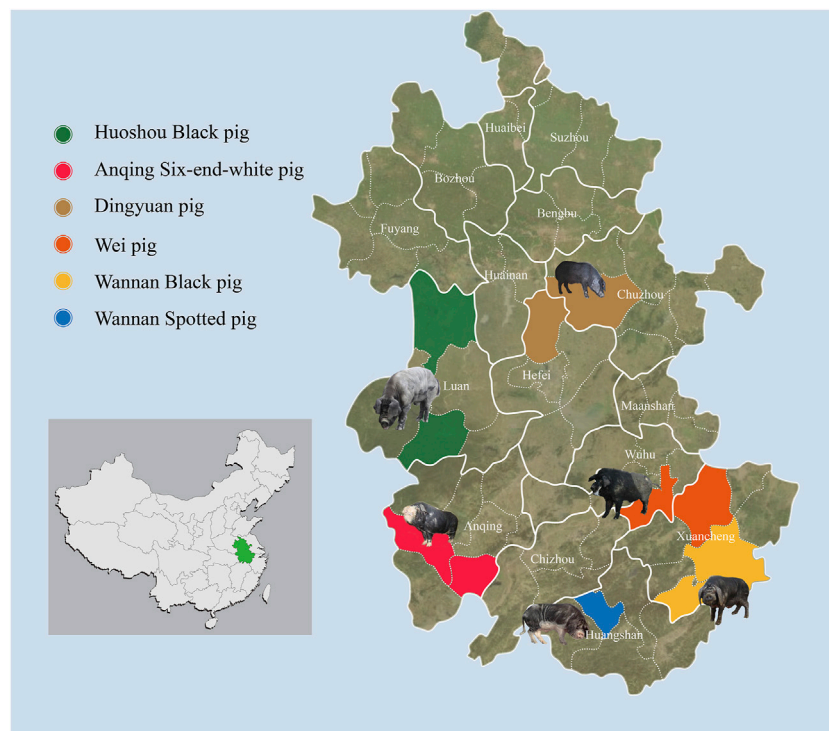 Huoshou Black pig
Anqing Six-end-white pig
Dingyuan pig
Wei pig
Wannan Black pig
Wannan Spotted pig
Huaibei
Suzhou
Bozhou
Bengbu
Fuyang
Huainan
Chuzhou
Hefei
Luan
Maanshan
Wuhu
Anqing
Xuancheng
Chizhou
Huangshan